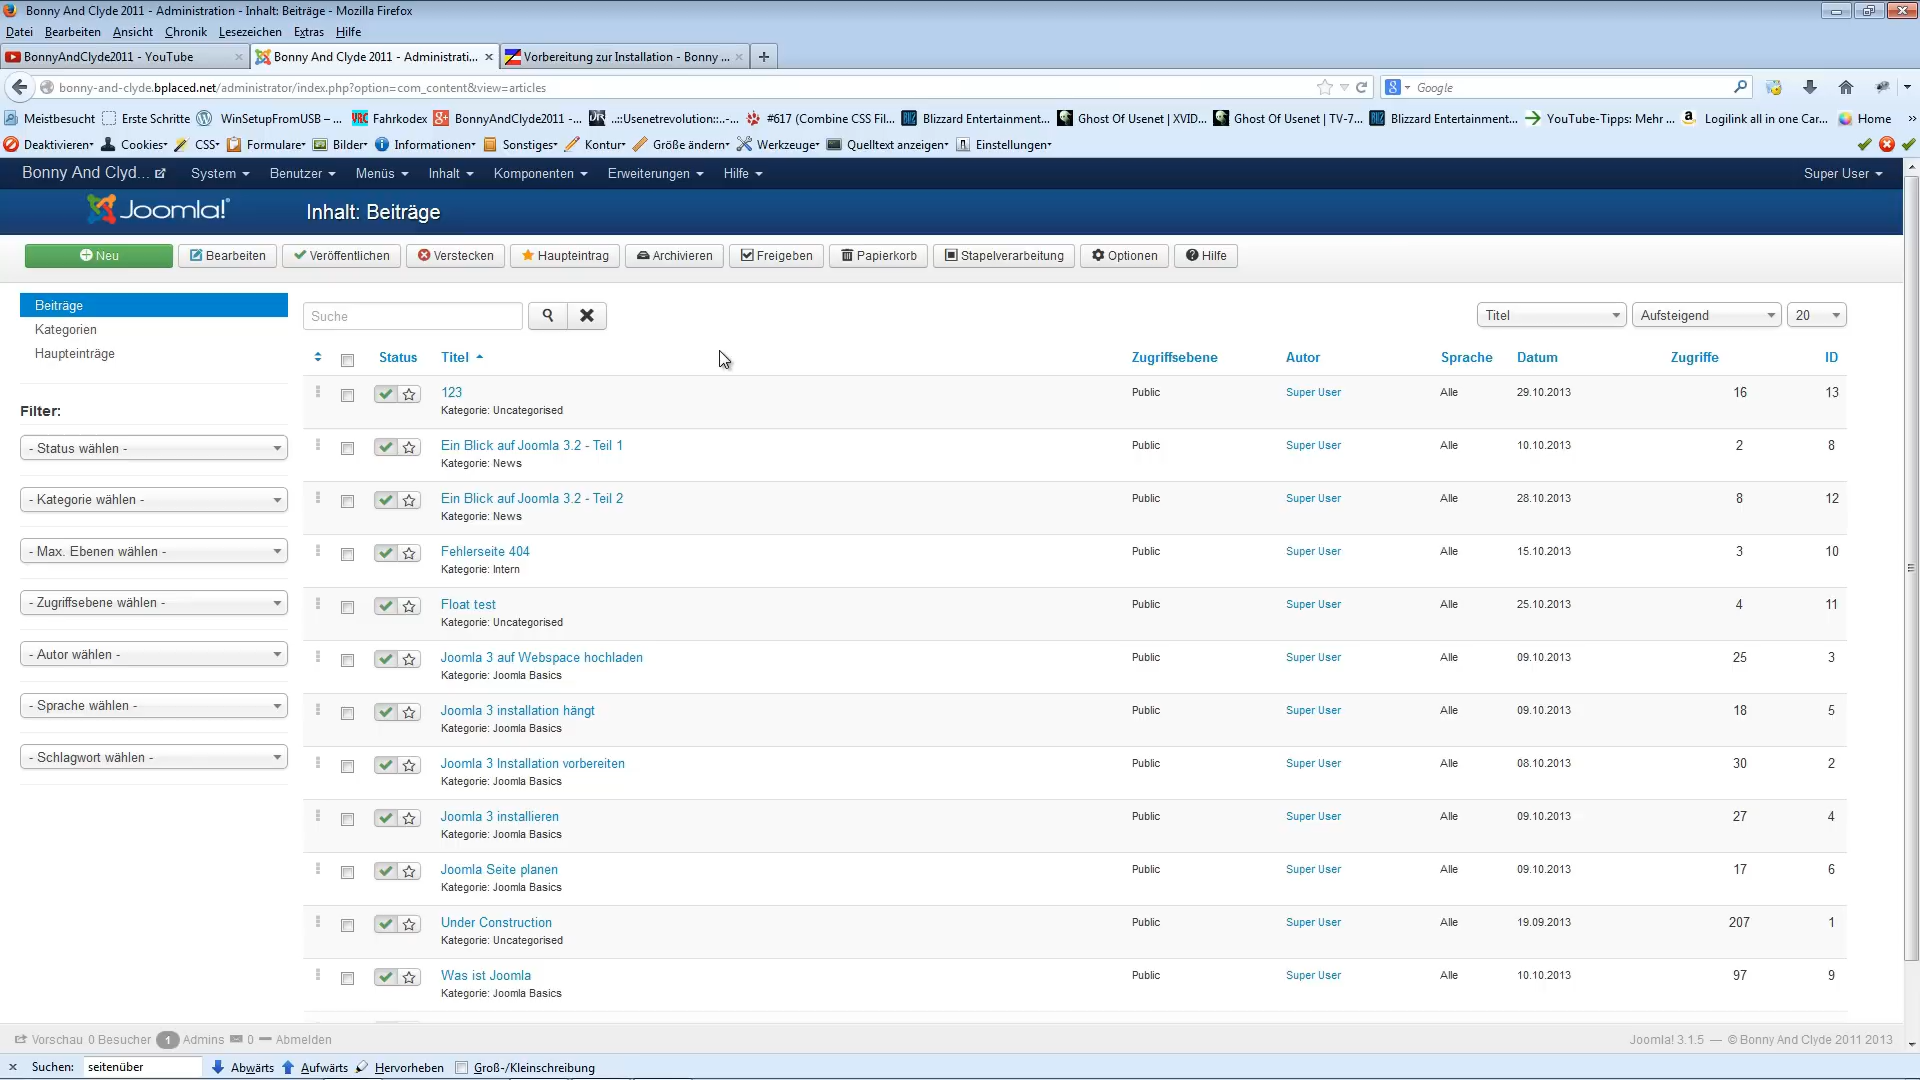 Bonny And Clyde 2011 - Administration - Inhalt: Beiträge - Mozilla Firefox
Datei Bearbeiten Ansicht Chronik Lesezeichen Extras Hilfe
BonnyAndClyde2011 - YouTube
Bonny And Clyde 2011 - Administrati...
Vorbereitung zur Installation - Bonny ...
bonny-and-clyde.bplaced.net/administrator/index.php?option=com_content&view=articles
Google
Meistbesucht Erste Schritte WinSetupFromUSB – ... Fahrkodex BonnyAndClyde2011 -... ..::Usenetrevolution::..-... #617 (Combine CSS Fil... Blizzard Entertainment... Ghost Of Usenet | XVID... Ghost Of Usenet | TV-7... Blizzard Entertainment... YouTube-Tipps: Mehr ... Logilink all in one Car... Home »
Deaktivieren Cookies CSS Formulare Bilder Informationen Sonstiges Kontur Größe ändern Werkzeuge Quelltext anzeigen Einstellungen
Bonny And Clyd... System Benutzer Menüs Inhalt Komponenten Erweiterungen Hilfe Super User
Joomla! Inhalt: Beiträge
Neu Bearbeiten Veröffentlichen Verstecken Haupteintrag Archivieren Freigeben Papierkorb Stapelverarbeitung Optionen Hilfe
Beiträge
Kategorien
Haupteinträge
Filter:
- Status wählen -
- Kategorie wählen -
- Max. Ebenen wählen -
- Zugriffsebene wählen -
- Autor wählen -
- Sprache wählen -
- Schlagwort wählen -
Suche Titel Aufsteigend 20
Status Titel Zugriffsebene Autor Sprache Datum Zugriffe ID
123 Public Super User Alle 29.10.2013 16 13
Kategorie: Uncategorised
Ein Blick auf Joomla 3.2 - Teil 1 Public Super User Alle 10.10.2013 2 8
Kategorie: News
Ein Blick auf Joomla 3.2 - Teil 2 Public Super User Alle 28.10.2013 8 12
Kategorie: News
Fehlerseite 404 Public Super User Alle 15.10.2013 3 10
Kategorie: Intern
Float test Public Super User Alle 25.10.2013 4 11
Kategorie: Uncategorised
Joomla 3 auf Webspace hochladen Public Super User Alle 09.10.2013 25 3
Kategorie: Joomla Basics
Joomla 3 installation hängt Public Super User Alle 09.10.2013 18 5
Kategorie: Joomla Basics
Joomla 3 Installation vorbereiten Public Super User Alle 08.10.2013 30 2
Kategorie: Joomla Basics
Joomla 3 installieren Public Super User Alle 09.10.2013 27 4
Kategorie: Joomla Basics
Joomla Seite planen Public Super User Alle 09.10.2013 17 6
Kategorie: Joomla Basics
Under Construction Public Super User Alle 19.09.2013 207 1
Kategorie: Uncategorised
Was ist Joomla Public Super User Alle 10.10.2013 97 9
Kategorie: Joomla Basics
Vorschau 0 Besucher 1 Admins 0 Abmelden Joomla! 3.1.5 — © Bonny And Clyde 2011 2013
Suchen: seitenüber Abwärts Aufwärts Hervorheben Groß-/Kleinschreibung